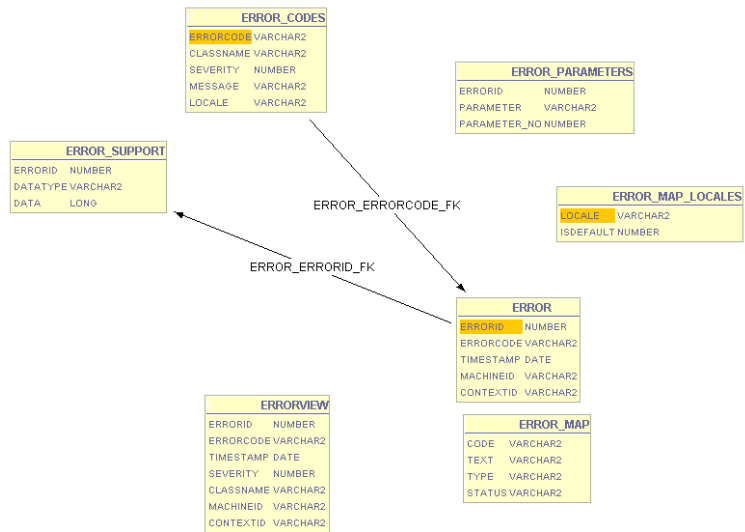 ERROR_CODES
ERRORCODE VARCHAR2
CLASSNAME VARCHAR2
SEVERITY NUMBER
MESSAGE VARCHAR2
LOCALE VARCHAR2
ERROR_PARAMETERS
ERRORID NUMBER
PARAMETER VARCHAR2
PARAMETER_NO NUMBER
ERROR_SUPPORT
ERRORID NUMBER
DATATYPE VARCHAR2
DATA LONG
ERROR_MAP_LOCALES
LOCALE VARCHAR2
ISDEFAULT NUMBER
ERROR_ERRORCODE_FK
ERROR_ERRORID_FK
ERROR
ERRORID NUMBER
ERRORCODE VARCHAR2
TIMESTAMP DATE
MACHINEID VARCHAR2
CONTEXTID VARCHAR2
ERRORVIEW
ERRORID NUMBER
ERRORCODE VARCHAR2
TIMESTAMP DATE
SEVERITY NUMBER
CLASSNAME VARCHAR2
MACHINEID VARCHAR2
CONTEXTID VARCHAR2
ERROR_MAP
CODE VARCHAR2
TEXT VARCHAR2
TYPE VARCHAR2
STATUS VARCHAR2